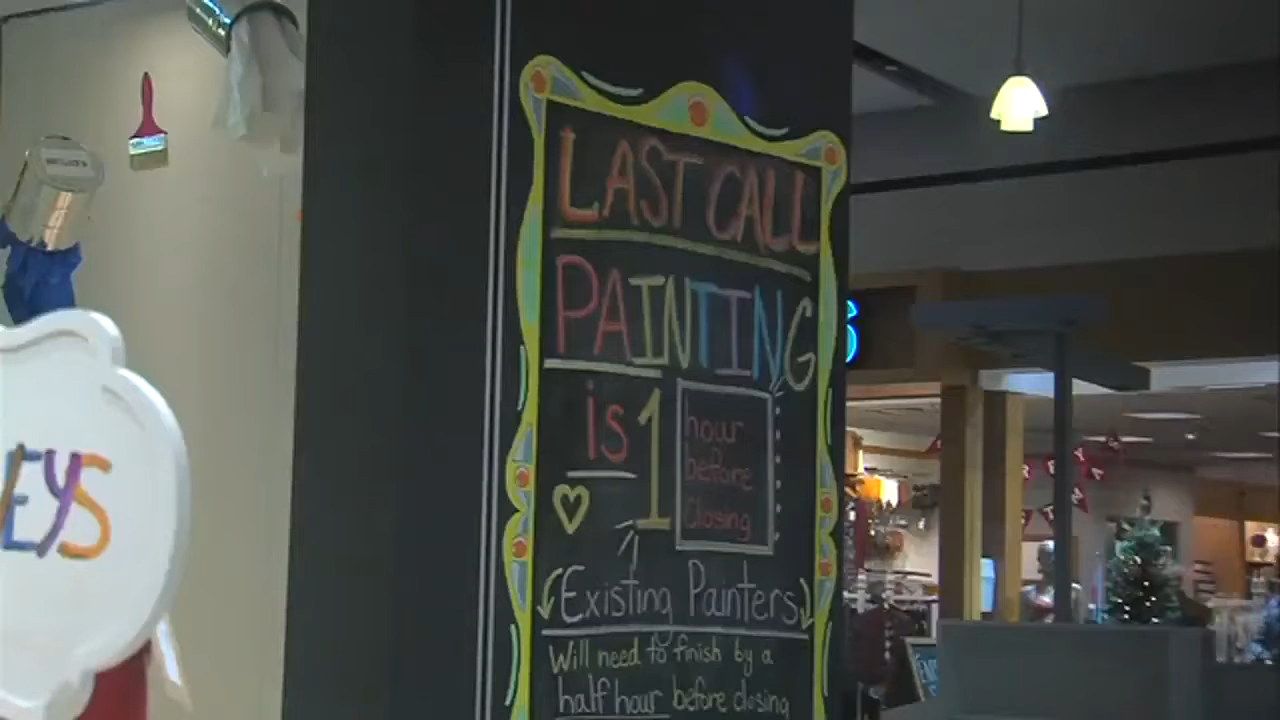 LAST CALL
PAINTING
is 1 hour
before
closing
Existing Painters
Will need to finish by a
half hour before closing
EYS